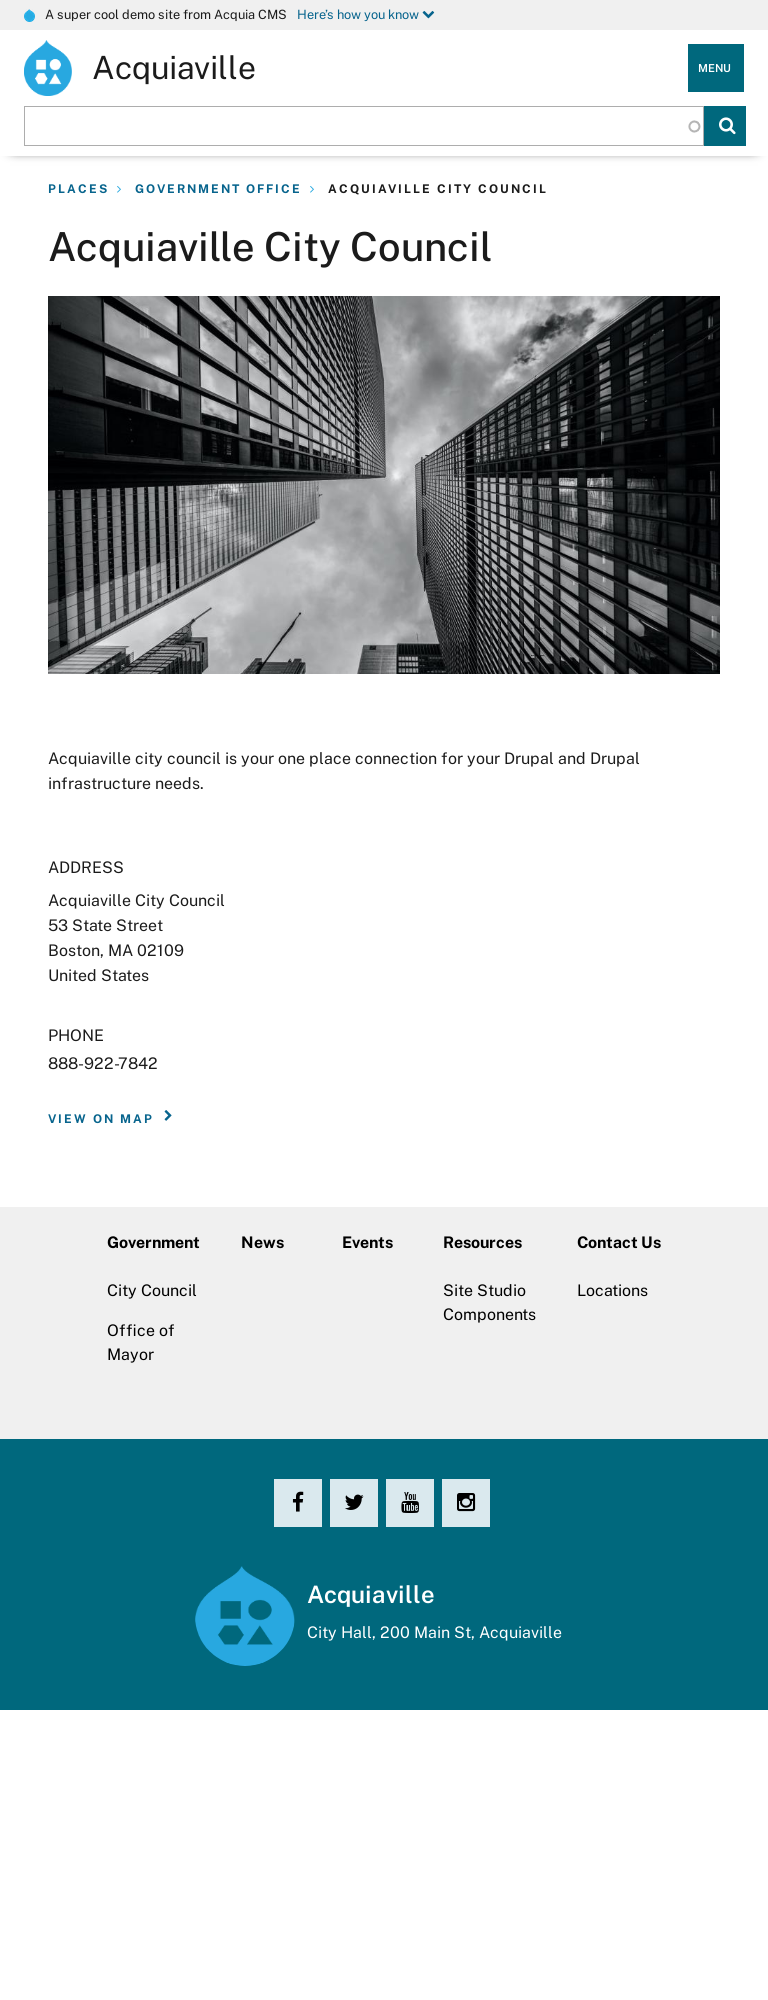 A super cool demo site from Acquia CMS Here's how you know
Acquiaville
MENU
PLACES GOVERNMENT OFFICE ACQUIAVILLE CITY COUNCIL
Acquiaville City Council
Acquiaville city council is your one place connection for your Drupal and Drupal
infrastructure needs.
ADDRESS
Acquiaville City Council
53 State Street
Boston, MA 02109
United States
PHONE
888-922-7842
VIEW ON MAP
Government News Events Resources Contact Us
City Council
Office of
Mayor
Site Studio
Components
Locations
You
Tube
Acquiaville
City Hall, 200 Main St, Acquiaville